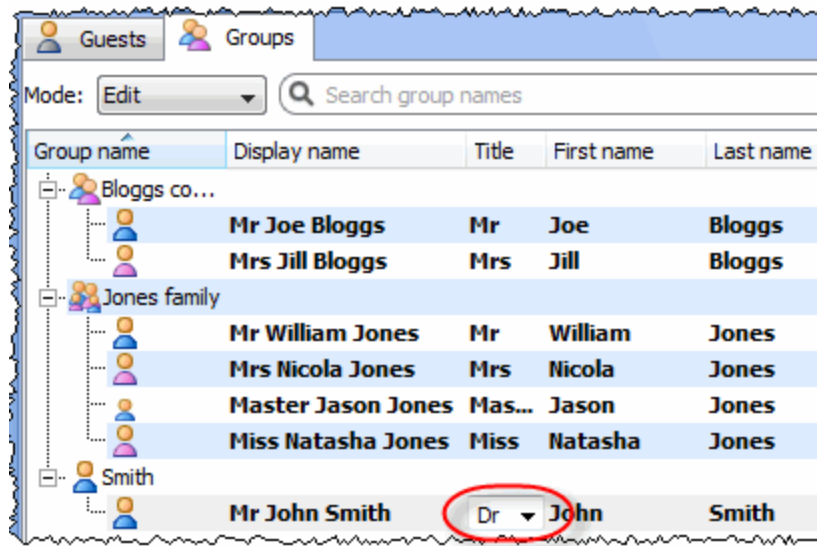 Guests Groups
Mode: Edit Search group names
Group name Display name Title First name Last name
Bloggs co...
Mr Joe Bloggs Mr Joe Bloggs
Mrs Jill Bloggs Mrs Jill Bloggs
Jones family
Mr William Jones Mr William Jones
Mrs Nicola Jones Mrs Nicola Jones
Master Jason Jones Mas... Jason Jones
Miss Natasha Jones Miss Natasha Jones
Smith
Mr John Smith Dr John Smith